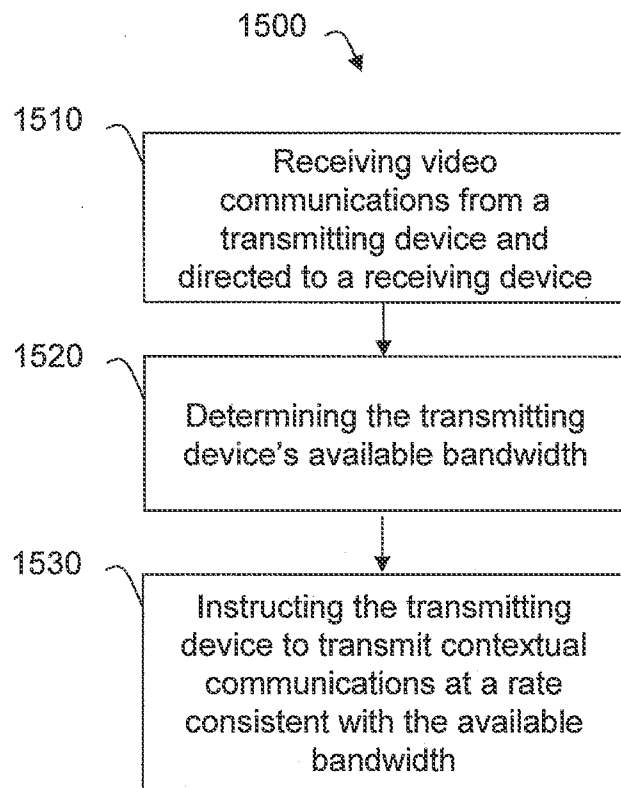 1500
1510
Receiving video
communications from a
transmitting device and
directed to a receiving device
1520
Determining the transmitting
device's available bandwidth
1530
Instructing the transmitting
device to transmit contextual
communications at a rate
consistent with the available
bandwidth